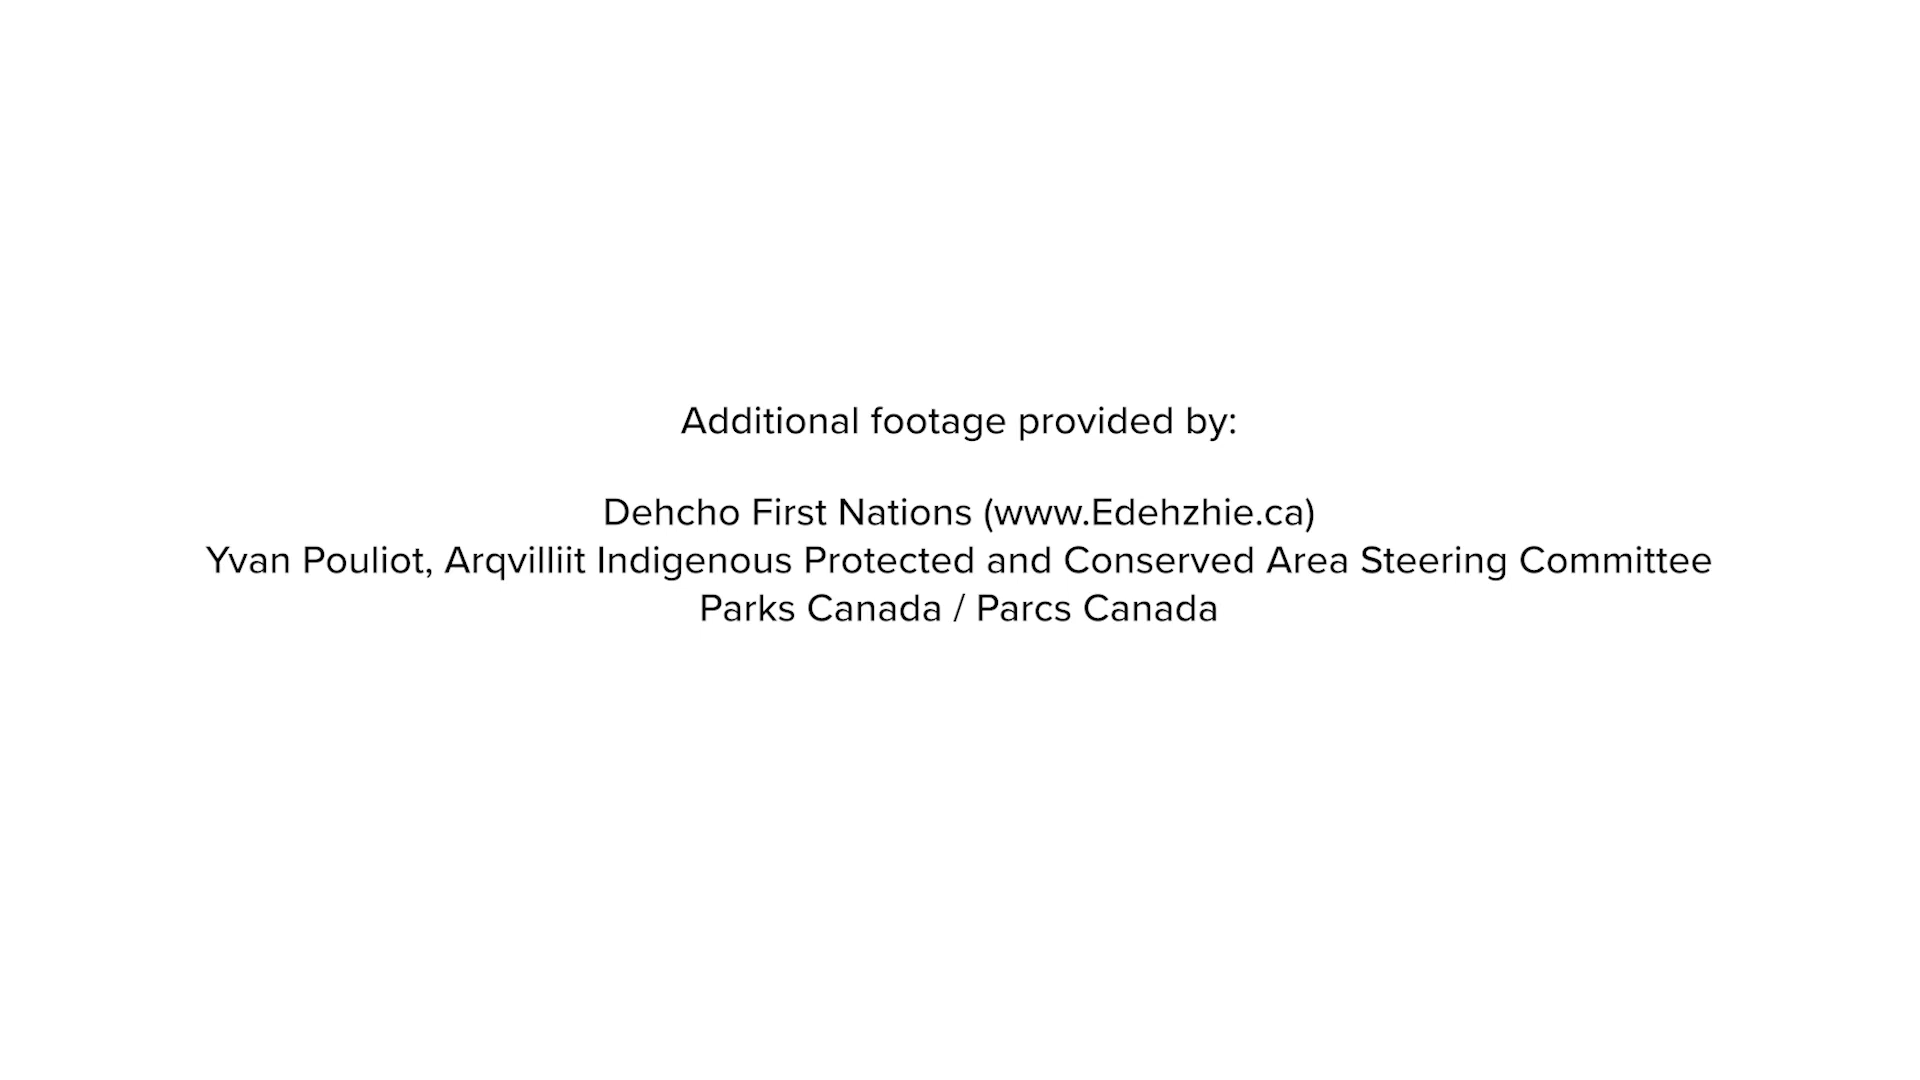 Additional footage provided by:
Dehcho First Nations (www.Edehzhie.ca)
Yvan Pouliot, Arqvilliit Indigenous Protected and Conserved Area Steering Committee
Parks Canada / Parcs Canada